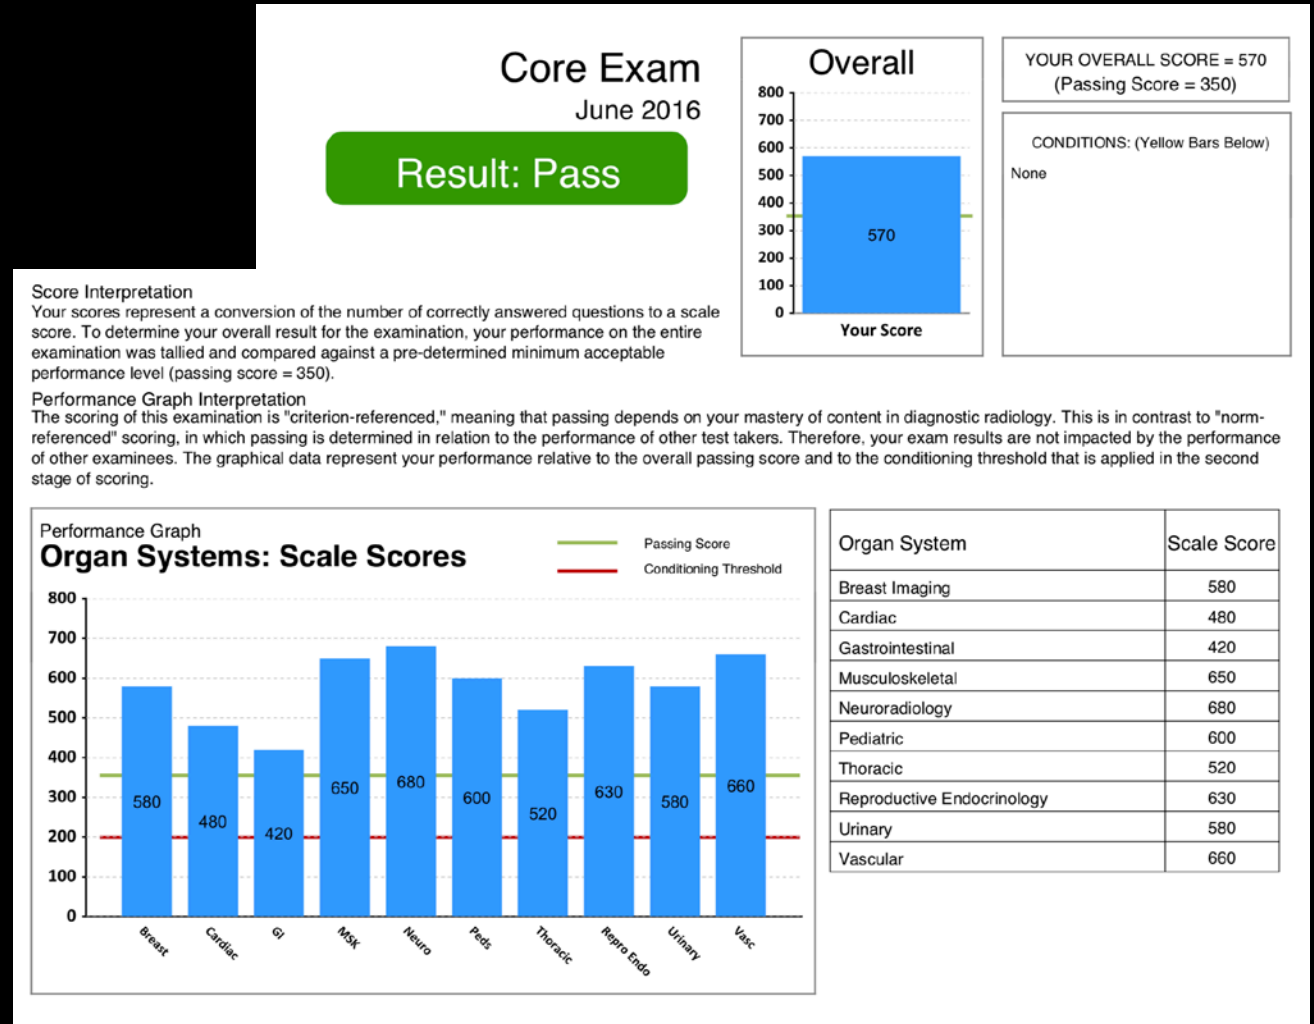 Core Exam
June 2016
Result: Pass
Overall
800
700
600
500
400
300
200
100
0
570
Your Score
YOUR OVERALL SCORE = 570
(Passing Score = 350)
CONDITIONS: (Yellow Bars Below)
None
Score Interpretation
Your scores represent a conversion of the number of correctly answered questions to a scale
score. To determine your overall result for the examination, your performance on the entire
examination was tallied and compared against a pre-determined minimum acceptable
performance level (passing score = 350).
Performance Graph Interpretation
The scoring of this examination is "criterion-referenced," meaning that passing depends on your mastery of content in diagnostic radiology. This is in contrast to "norm-
referenced" scoring, in which passing is determined in relation to the performance of other test takers. Therefore, your exam results are not impacted by the performance
of other examinees. The graphical data represent your performance relative to the overall passing score and to the conditioning threshold that is applied in the second
stage of scoring.
Performance Graph
Organ Systems: Scale Scores
Passing Score
Conditioning Threshold
800
700
600
500
400
300
200
100
0
580
480
420
650
680
600
520
630
580
660
Breast
Cardiac
GI
MSK
Neuro
Peds
Thoracic
Repro Endo
Urinary
Vasc
Organ System Scale Score
Breast Imaging 580
Cardiac 480
Gastrointestinal 420
Musculoskeletal 650
Neuroradiology 680
Pediatric 600
Thoracic 520
Reproductive Endocrinology 630
Urinary 580
Vascular 660